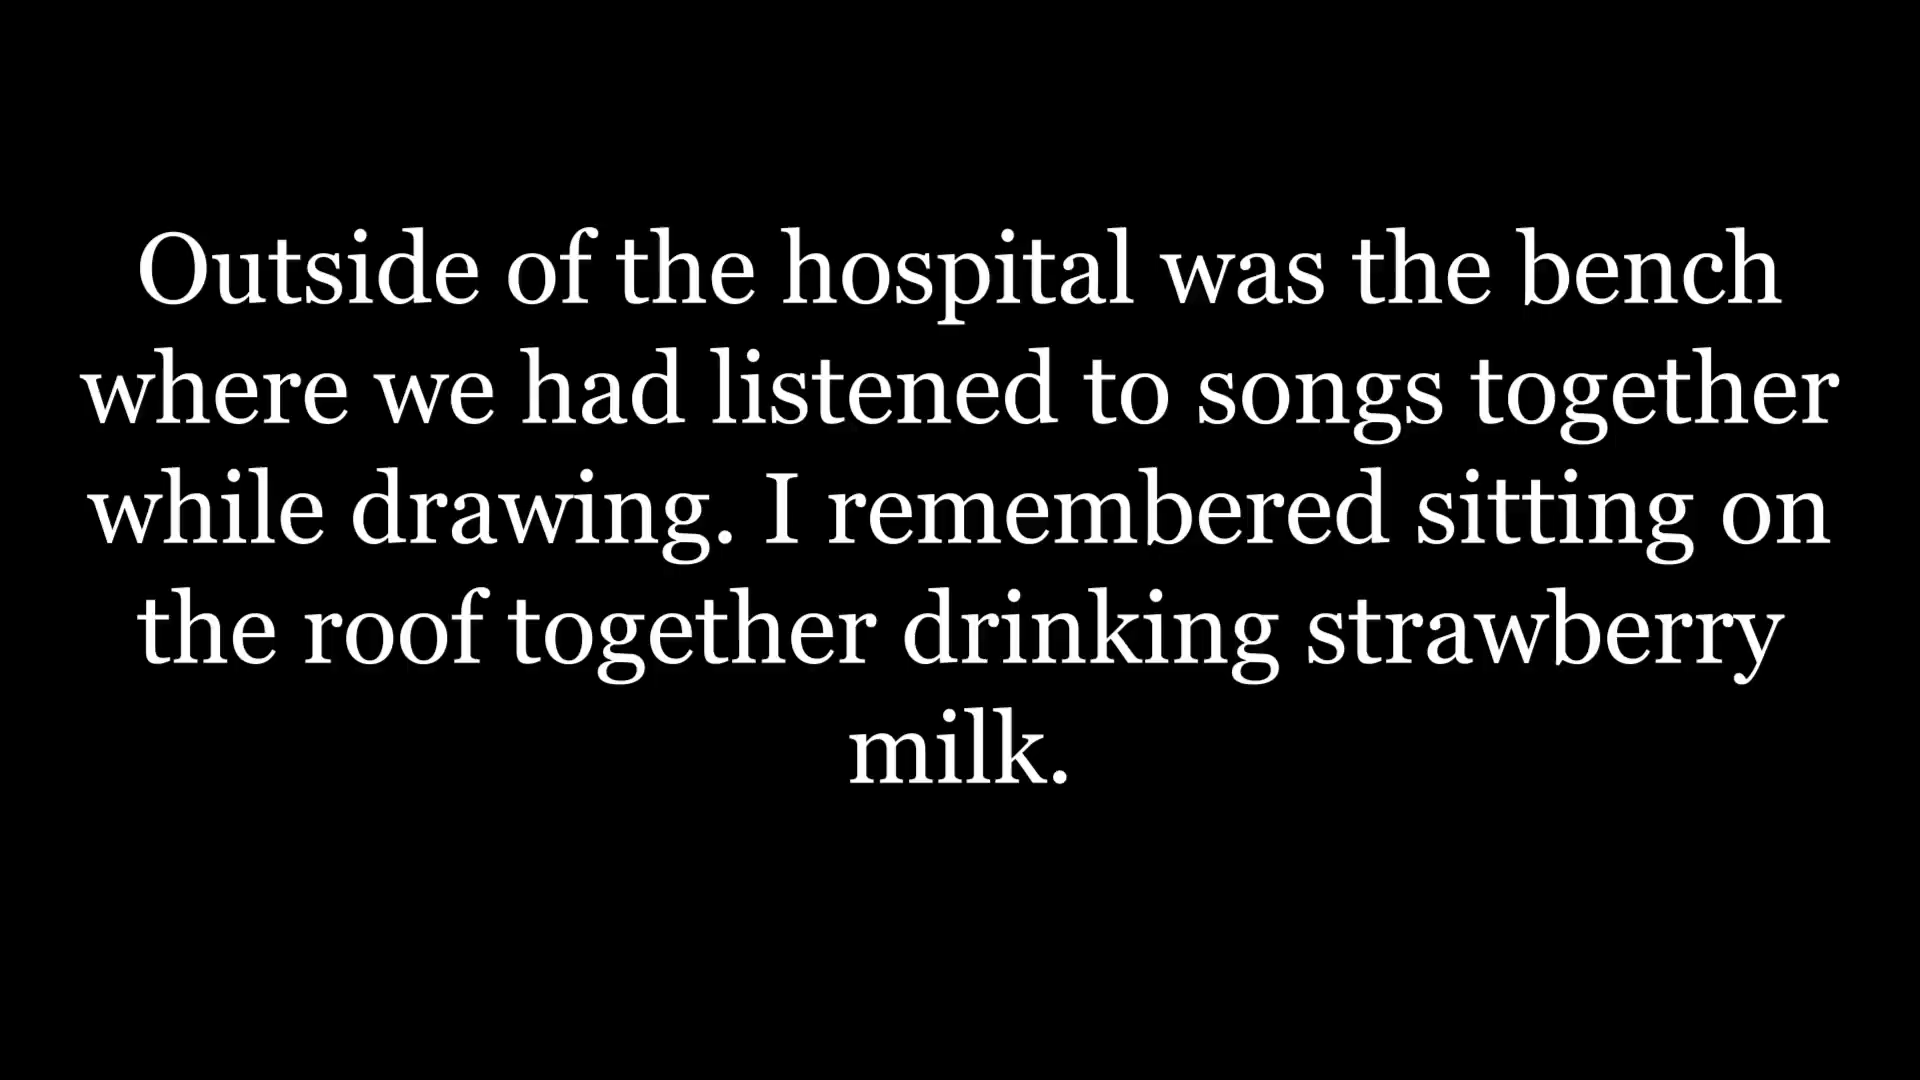 Outside of the hospital was the bench
where we had listened to songs together
while drawing. I remembered sitting on
the roof together drinking strawberry
milk.